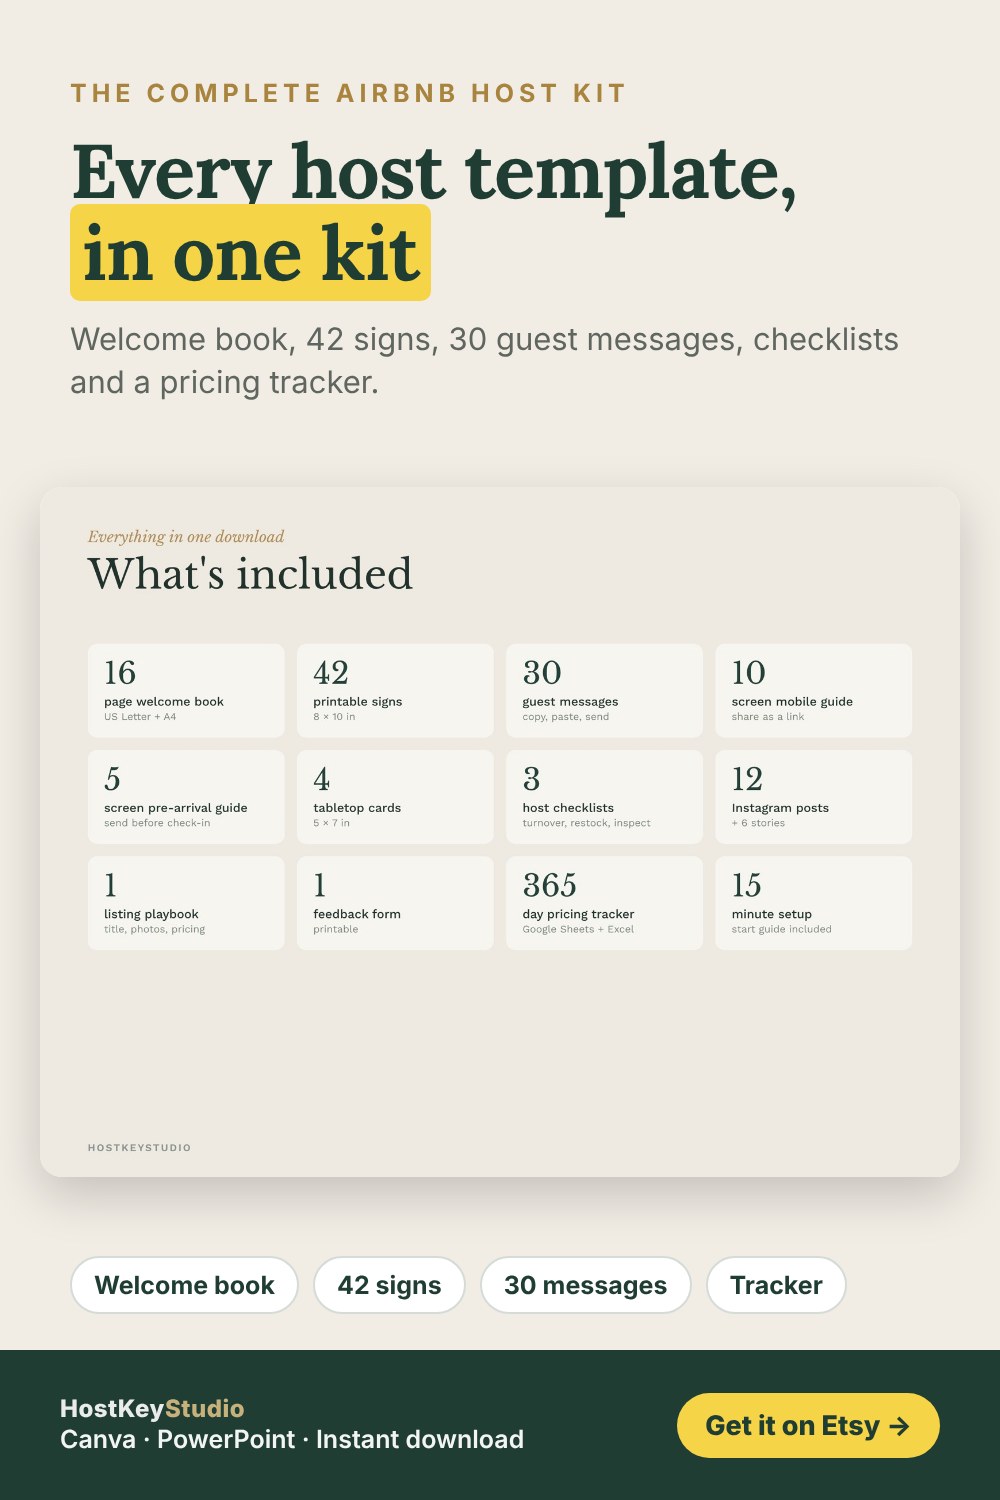 THE COMPLETE AIRBNB HOST KIT
Every host template,
in one kit
Welcome book, 42 signs, 30 guest messages, checklists
and a pricing tracker.
Everything in one download
What's included
16
page welcome book
US Letter + A4
42
printable signs
8 × 10 in
30
guest messages
copy, paste, send
10
screen mobile guide
share as a link
5
screen pre-arrival guide
send before check-in
4
tabletop cards
5 × 7 in
3
host checklists
turnover, restock, inspect
12
Instagram posts
+ 6 stories
1
listing playbook
title, photos, pricing
1
feedback form
printable
365
day pricing tracker
Google Sheets + Excel
15
minute setup
start guide included
HOSTKEYSTUDIO
Welcome book
42 signs
30 messages
Tracker
HostKeyStudio
Canva · PowerPoint · Instant download
Get it on Etsy →